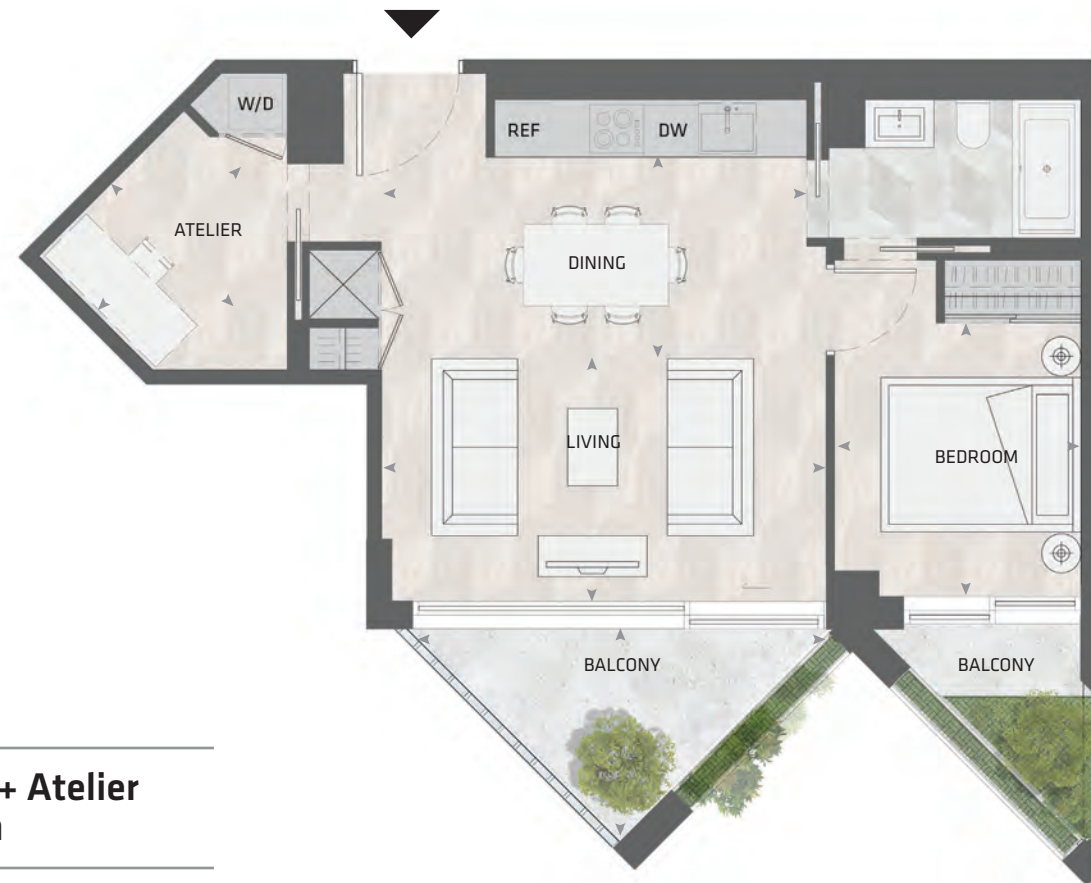 W/D
REF
DW
ATELIER
DINING
LIVING
BEDROOM
BALCONY
BALCONY
+ Atelier